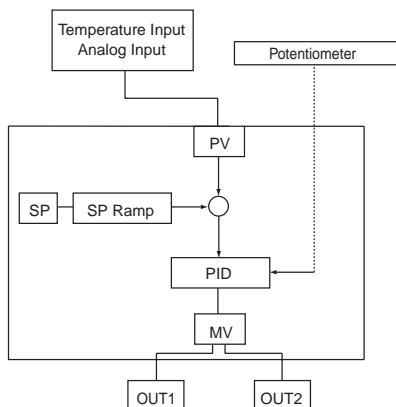 Temperature Input
Analog Input
Potentiometer
PV
SP
SP Ramp
PID
MV
OUT1
OUT2